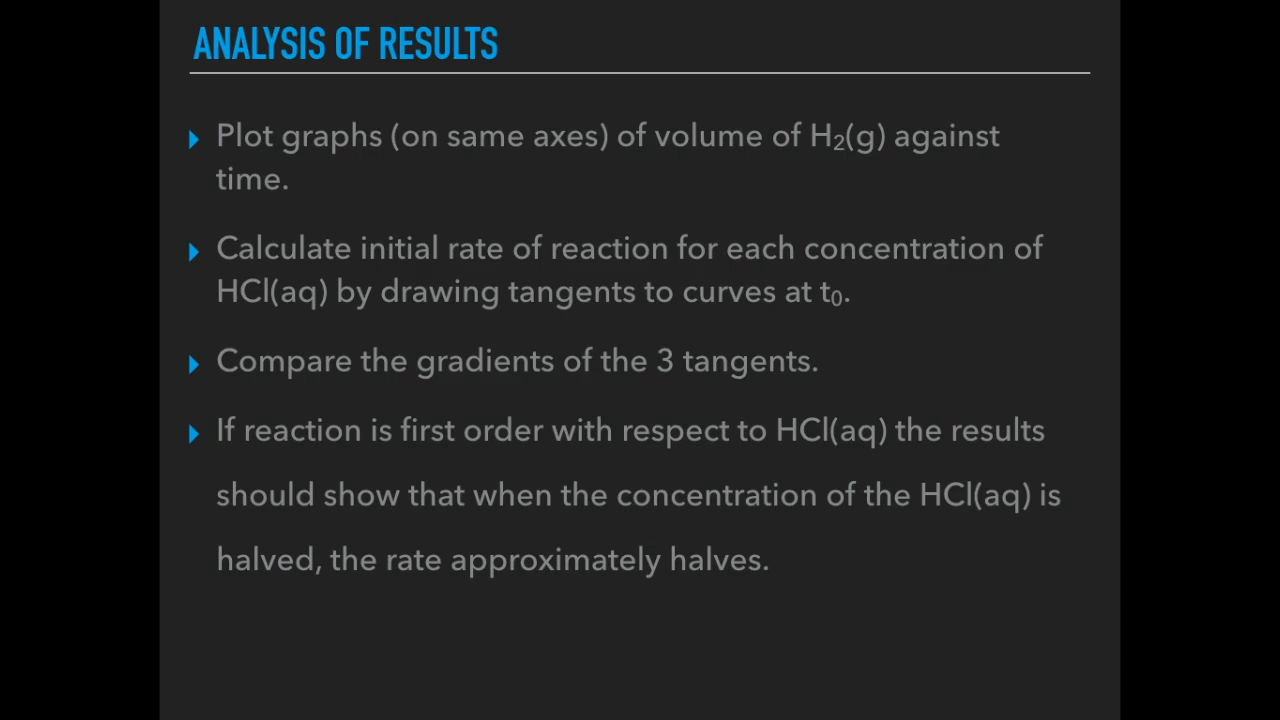 ANALYSIS OF RESULTS
Plot graphs (on same axes) of volume of H₂(g) against
time.
Calculate initial rate of reaction for each concentration of
HCl(aq) by drawing tangents to curves at t₀.
Compare the gradients of the 3 tangents.
If reaction is first order with respect to HCl(aq) the results
should show that when the concentration of the HCl(aq) is
halved, the rate approximately halves.